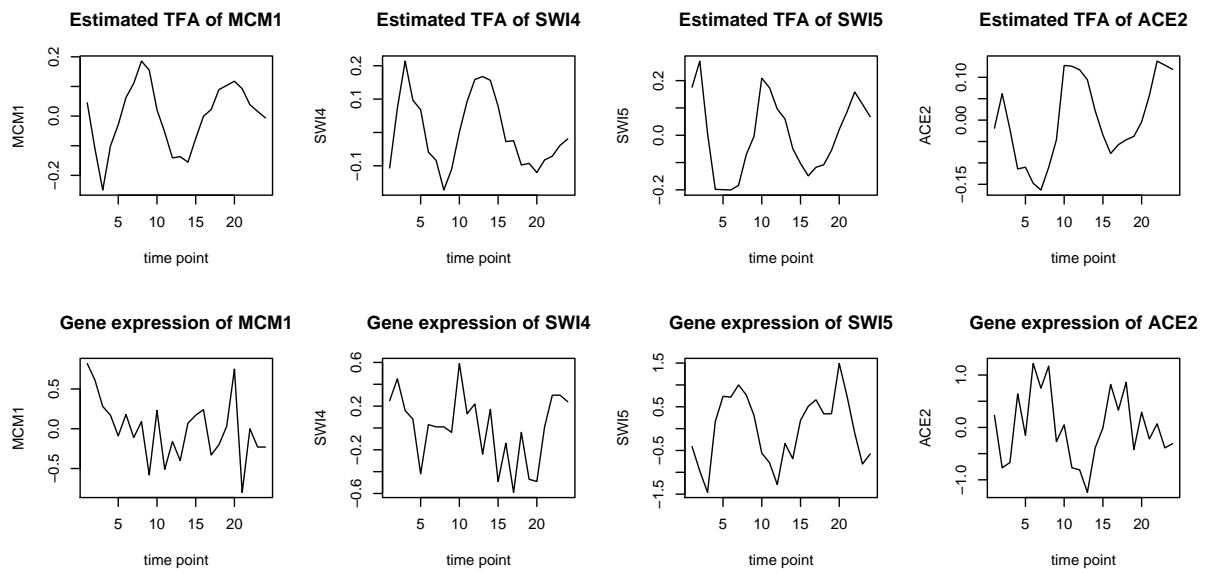 Estimated TFA of MCM1
MCM1
0.2
0.0
−0.2
5 10 15 20
time point
Estimated TFA of SWI4
SWI4
0.2
0.1
−0.1
5 10 15 20
time point
Estimated TFA of SWI5
SWI5
0.2
0.0
−0.2
5 10 15 20
time point
Estimated TFA of ACE2
ACE2
0.10
0.00
−0.15
5 10 15 20
time point
Gene expression of MCM1
MCM1
0.5
0.0
−0.5
5 10 15 20
time point
Gene expression of SWI4
SWI4
0.6
0.2
−0.2
−0.6
5 10 15 20
time point
Gene expression of SWI5
SWI5
1.5
0.5
−0.5
−1.5
5 10 15 20
time point
Gene expression of ACE2
ACE2
1.0
0.0
−1.0
5 10 15 20
time point